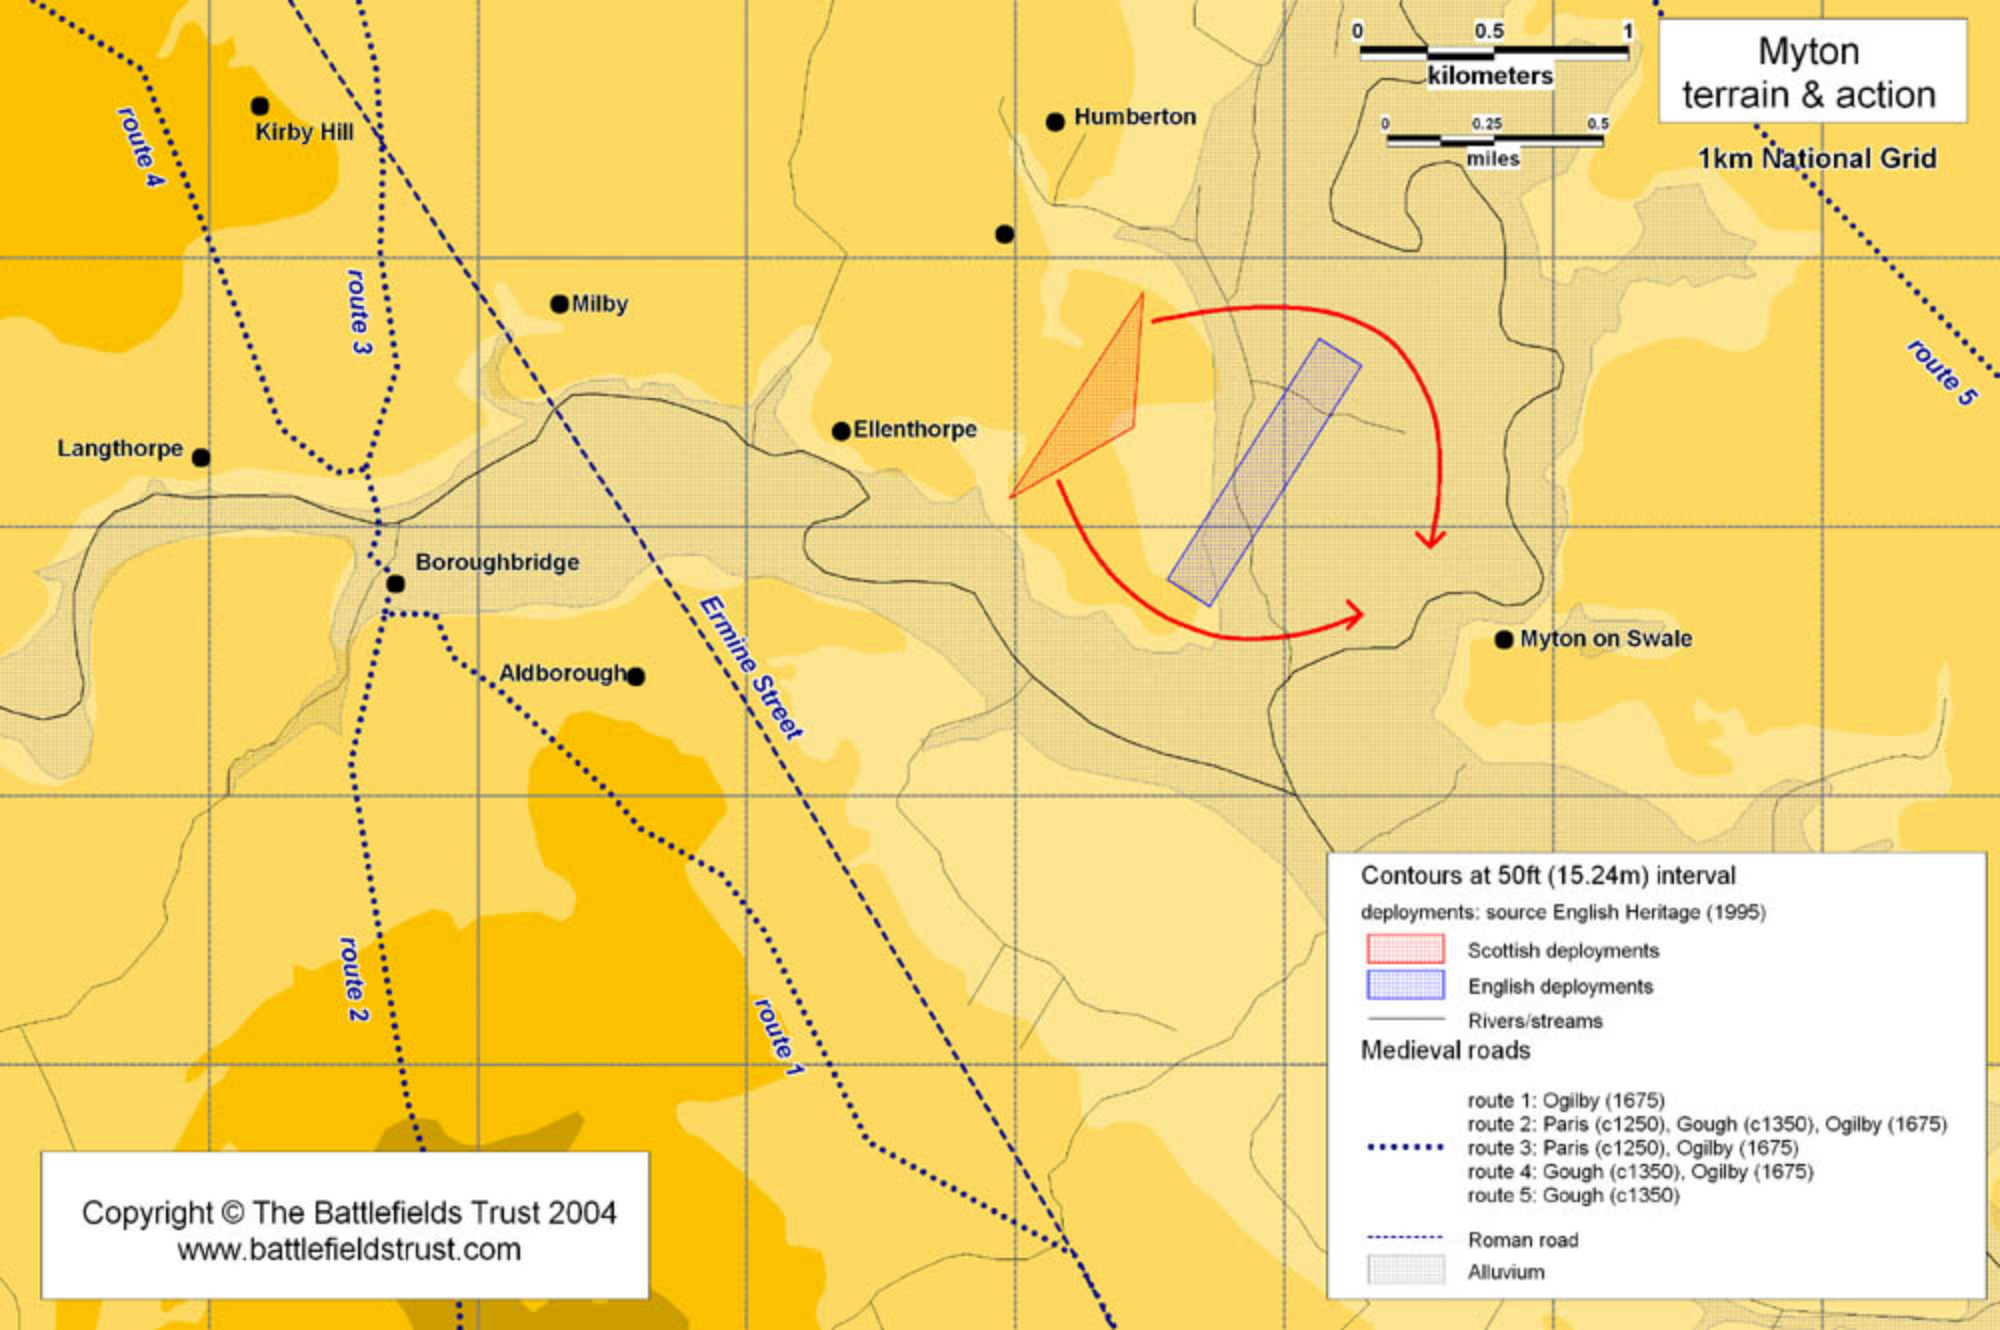 0 0.5 1
kilometers
0 0.25 0.5
miles
Myton
terrain & action
1km National Grid
Kirby Hill
Humberton
route 4
route 3
Milby
route 5
Langthorpe
Ellenthorpe
Boroughbridge
Ermine Street
Myton on Swale
Aldborough
route 2
route 1
Contours at 50ft (15.24m) interval
deployments: source English Heritage (1995)
Scottish deployments
English deployments
Rivers/streams
Medieval roads
route 1: Ogilby (1675)
route 2: Paris (c1250), Gough (c1350), Ogilby (1675)
route 3: Paris (c1250), Ogilby (1675)
route 4: Gough (c1350), Ogilby (1675)
route 5: Gough (c1350)
Roman road
Alluvium
Copyright © The Battlefields Trust 2004
www.battlefieldstrust.com